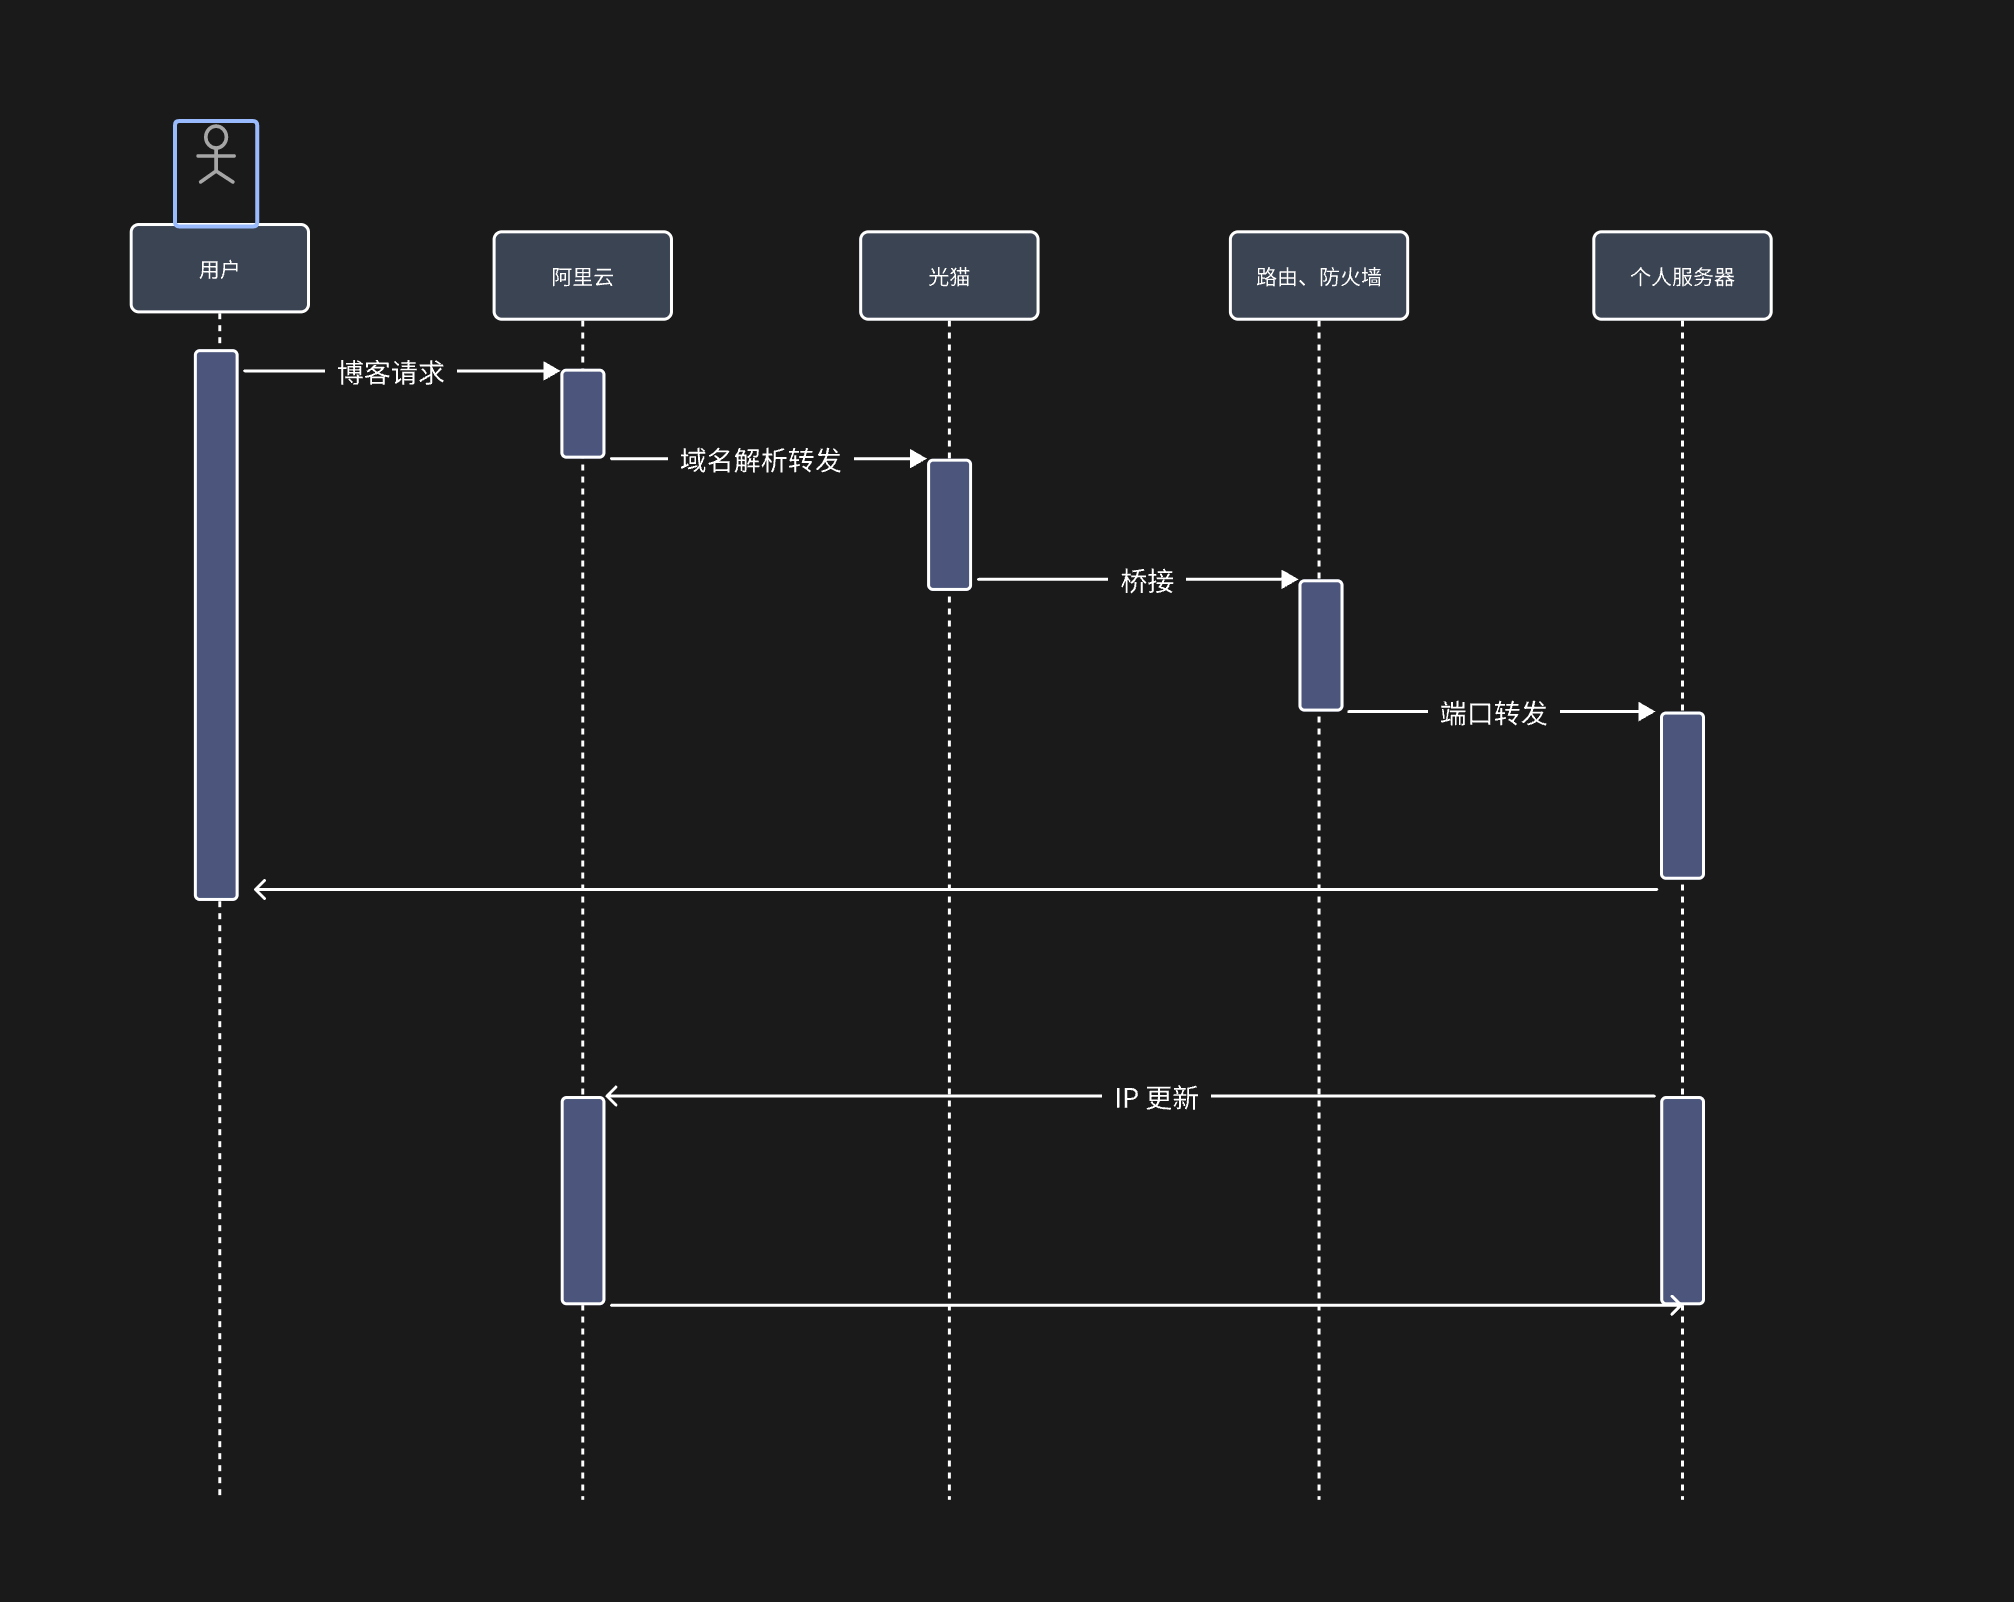 用户
阿里云
光猫
路由、防火墙
个人服务器
博客请求
域名解析转发
桥接
端口转发
IP 更新